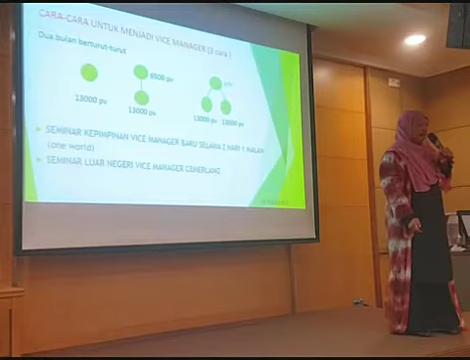 CARA-CARA UNTUK MENJADI VICE MANAGER (3 cara )
Dua bulan berturut-turut
6500 pv
13000 pv
13000 pv
13000 pv 13000 pv
SEMINAR KEPIMPINAN VICE MANAGER BARU SELAMA 2 HARI 1 MALAM
(one world)
SEMINAR LUAR NEGERI VICE MANAGER CEMERLANG